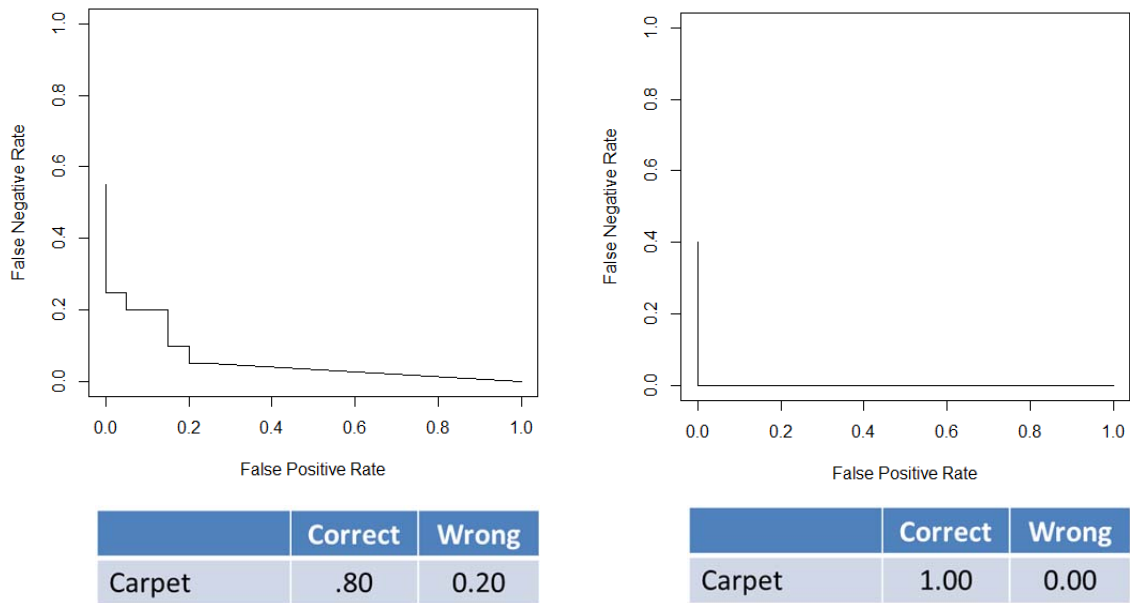 1.0
0.8
0.6
0.4
0.2
0.0
False Negative Rate
0.0 0.2 0.4 0.6 0.8 1.0
False Positive Rate
Correct Wrong
Carpet .80 0.20
1.0
0.8
0.6
0.4
0.2
0.0
False Negative Rate
0.0 0.2 0.4 0.6 0.8 1.0
False Positive Rate
Correct Wrong
Carpet 1.00 0.00